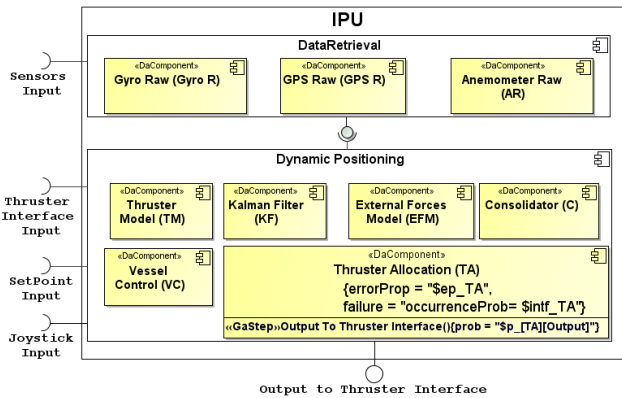 IPU
DataRetrieval
Sensors
Input
«DaComponent»
Gyro Raw (Gyro R)
«DaComponent»
GPS Raw (GPS R)
«DaComponent»
Anemometer Raw
(AR)
Dynamic Positioning
Thruster
Interface
Input
«DaComponent»
Thruster
Model (TM)
«DaComponent»
Kalman Filter
(KF)
«DaComponent»
External Forces
Model (EFM)
«DaComponent»
Consolidator (C)
SetPoint
Input
«DaComponent»
Vessel
Control (VC)
«DaComponent»
Thruster Allocation (TA)
{errorProp = "$ep_TA",
failure = "occurrenceProb= $intf_TA"}
«GaStep»Output To Thruster Interface(){prob = "$p_[TA][Output]"}
Joystick
Input
Output to Thruster Interface